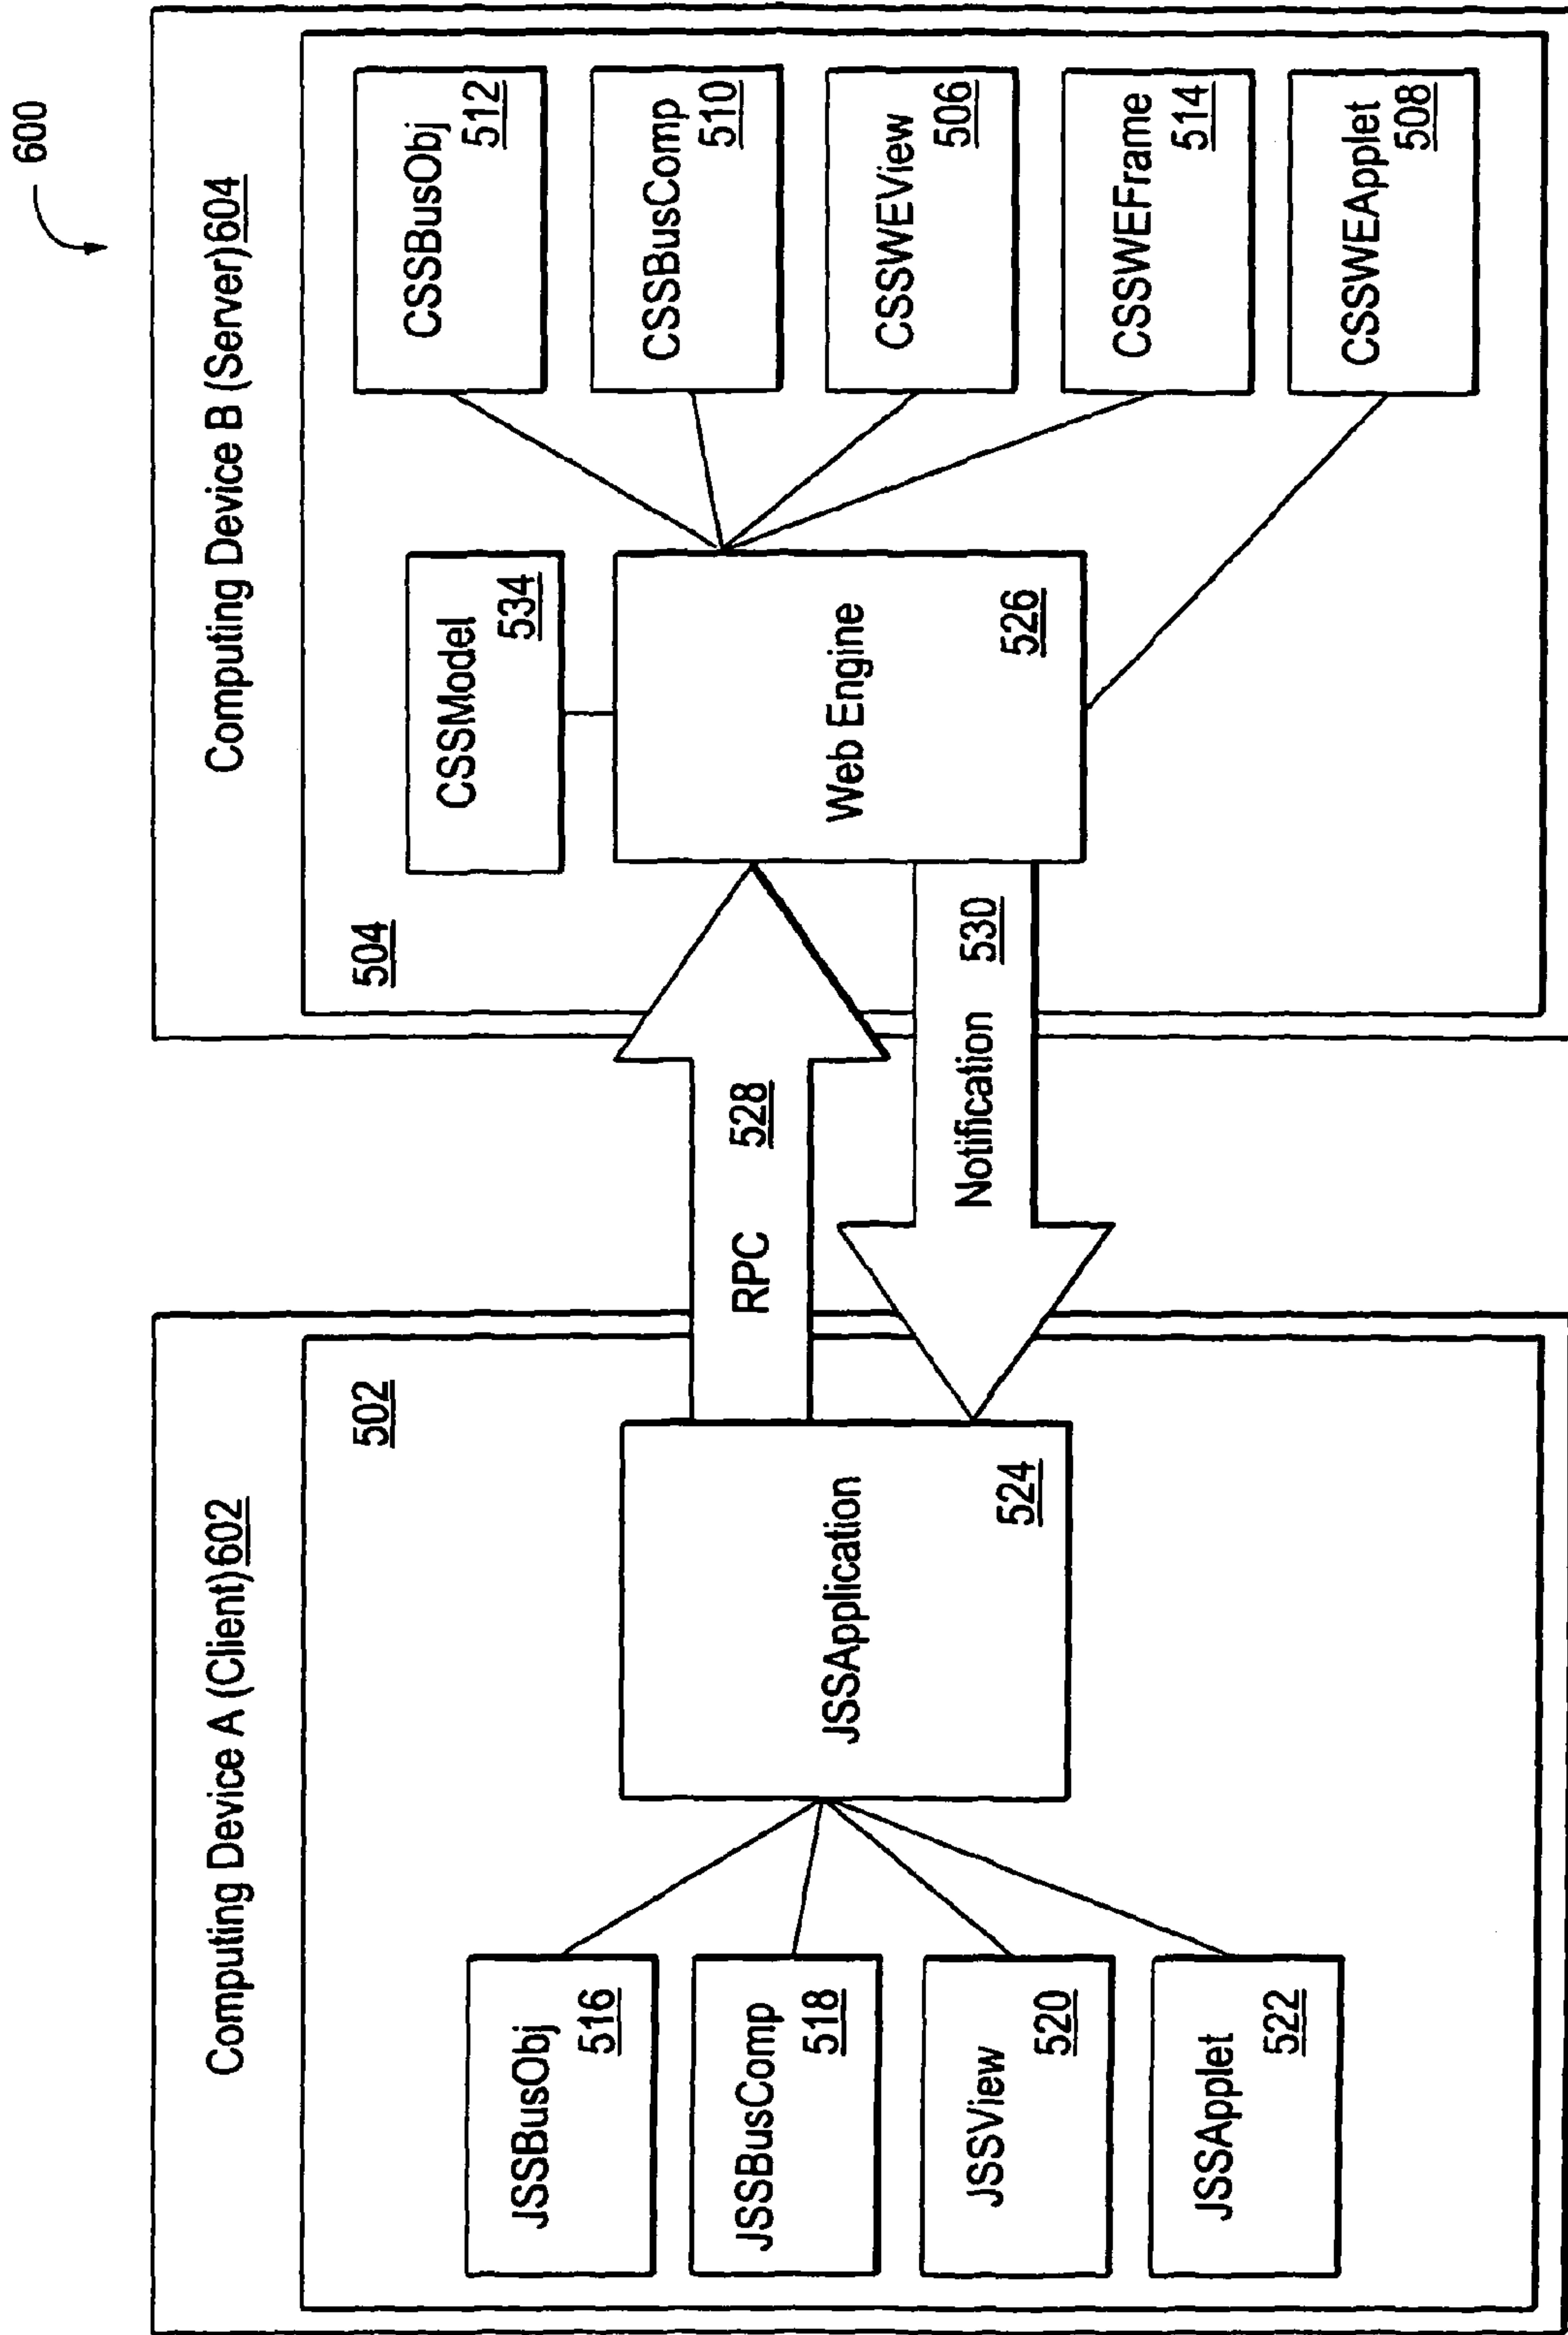 600
Computing Device A (Client) 602
502
JSSBusObj
516
JSSBusComp
518
JSSView
520
JSSApplet
522
JSSApplication
524
RPC 528
Notification 530
Computing Device B (Server) 604
504
CSSModel
534
Web Engine
526
CSSBusObj
512
CSSBusComp
510
CSSWEView
506
CSSWEFrame
514
CSSWEApplet
508